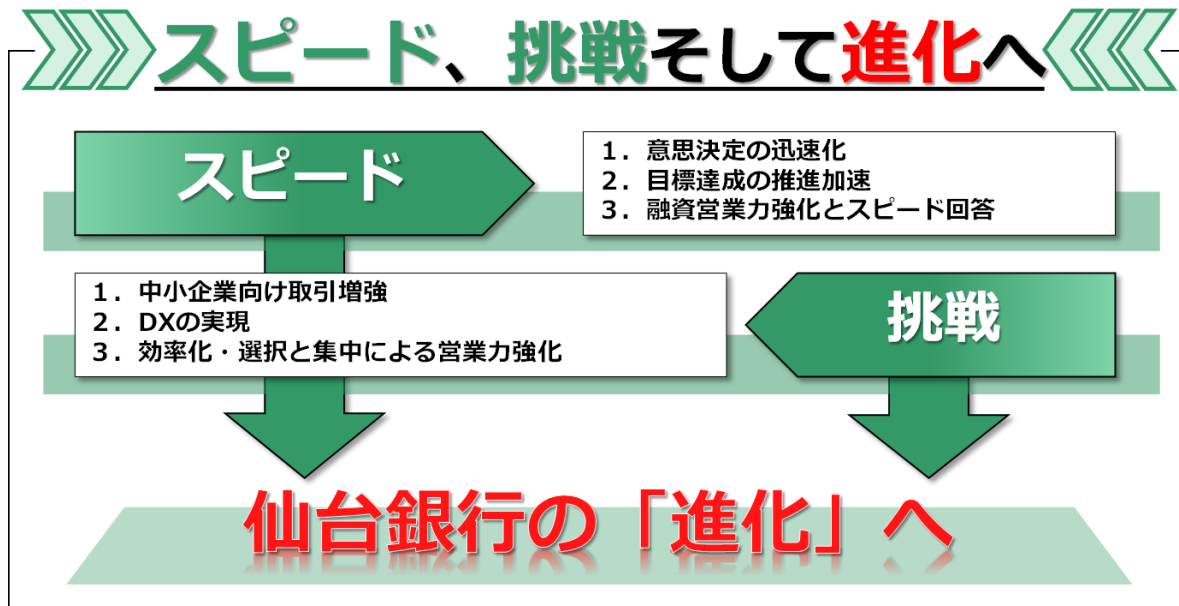 スピード、挑戦そして進化へ
スピード
1. 意思決定の迅速化
2. 目標達成の推進加速
3. 融資営業力強化とスピード回答
1. 中小企業向け取引増強
2. DXの実現
3. 効率化・選択と集中による営業力強化
挑戦
仙台銀行の「進化」へ